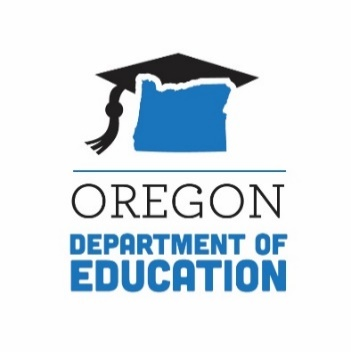 OREGON
DEPARTMENT OF
EDUCATION